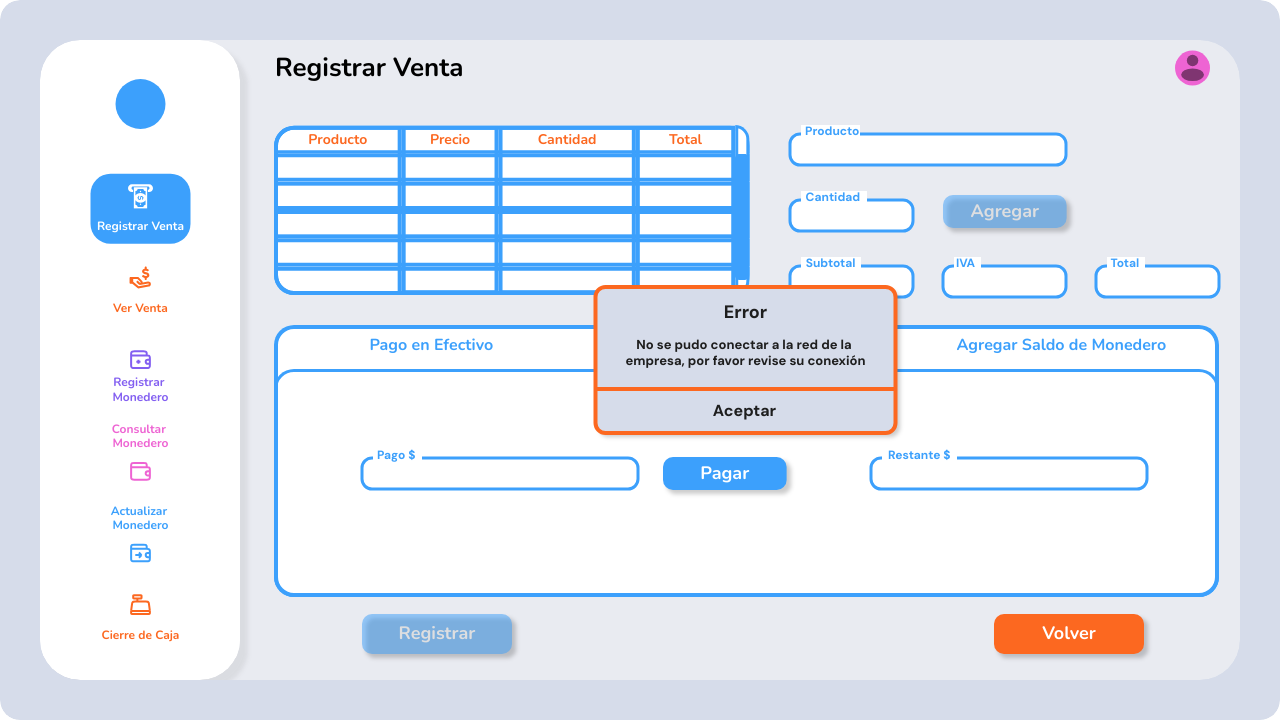 Registrar Venta
Registrar Venta
Ver Venta
Registrar
Monedero
Consultar
Monedero
Actualizar
Monedero
Cierre de Caja
Producto Precio Cantidad Total
Producto
Cantidad
Agregar
Subtotal IVA Total
Pago en Efectivo Agregar Saldo de Monedero
Error
No se pudo conectar a la red de la
empresa, por favor revise su conexión
Aceptar
Pago $
Pagar
Restante $
Registrar
Volver